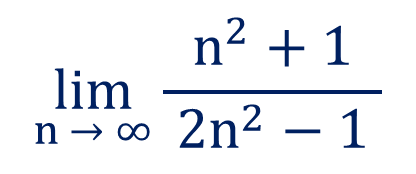 lim n → ∞ n² + 1
2n² − 1